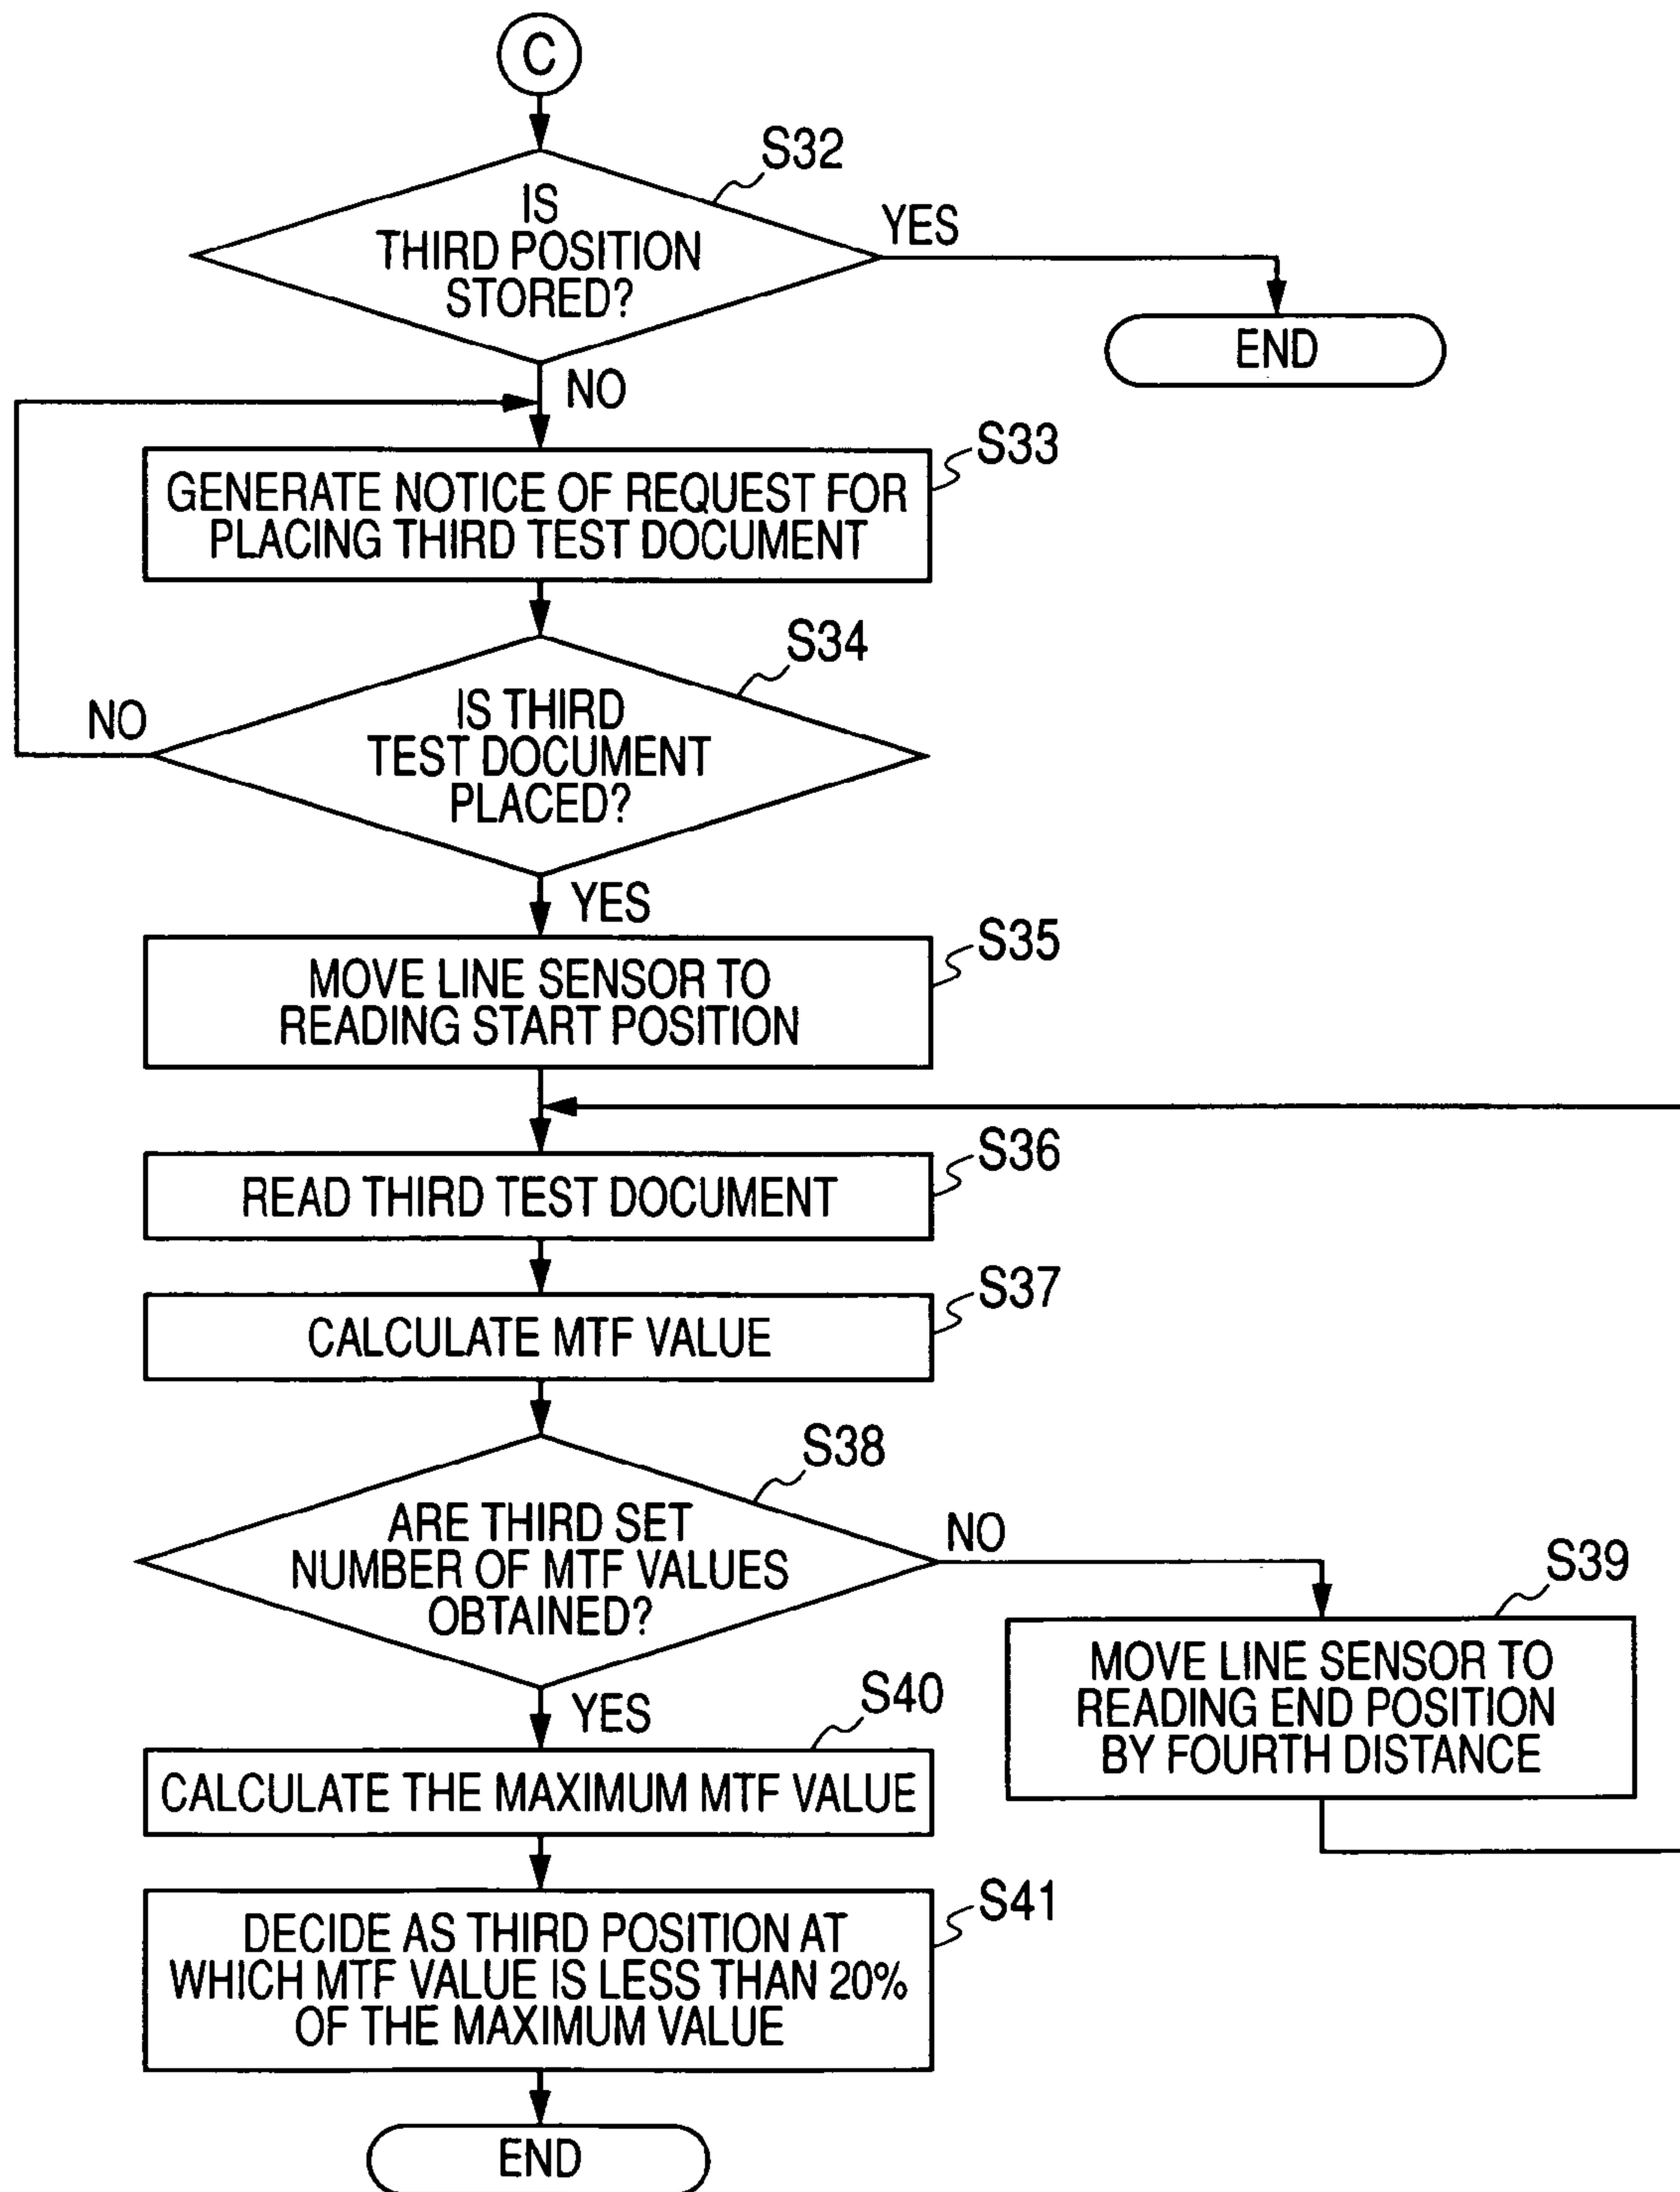 C
S32
IS
THIRD POSITION
STORED?
YES
END
NO
S33
GENERATE NOTICE OF REQUEST FOR
PLACING THIRD TEST DOCUMENT
S34
IS THIRD
TEST DOCUMENT
PLACED?
NO
YES
S35
MOVE LINE SENSOR TO
READING START POSITION
S36
READ THIRD TEST DOCUMENT
S37
CALCULATE MTF VALUE
S38
ARE THIRD SET
NUMBER OF MTF VALUES
OBTAINED?
NO
S39
MOVE LINE SENSOR TO
READING END POSITION
BY FOURTH DISTANCE
YES
S40
CALCULATE THE MAXIMUM MTF VALUE
S41
DECIDE AS THIRD POSITION AT
WHICH MTF VALUE IS LESS THAN 20%
OF THE MAXIMUM VALUE
END